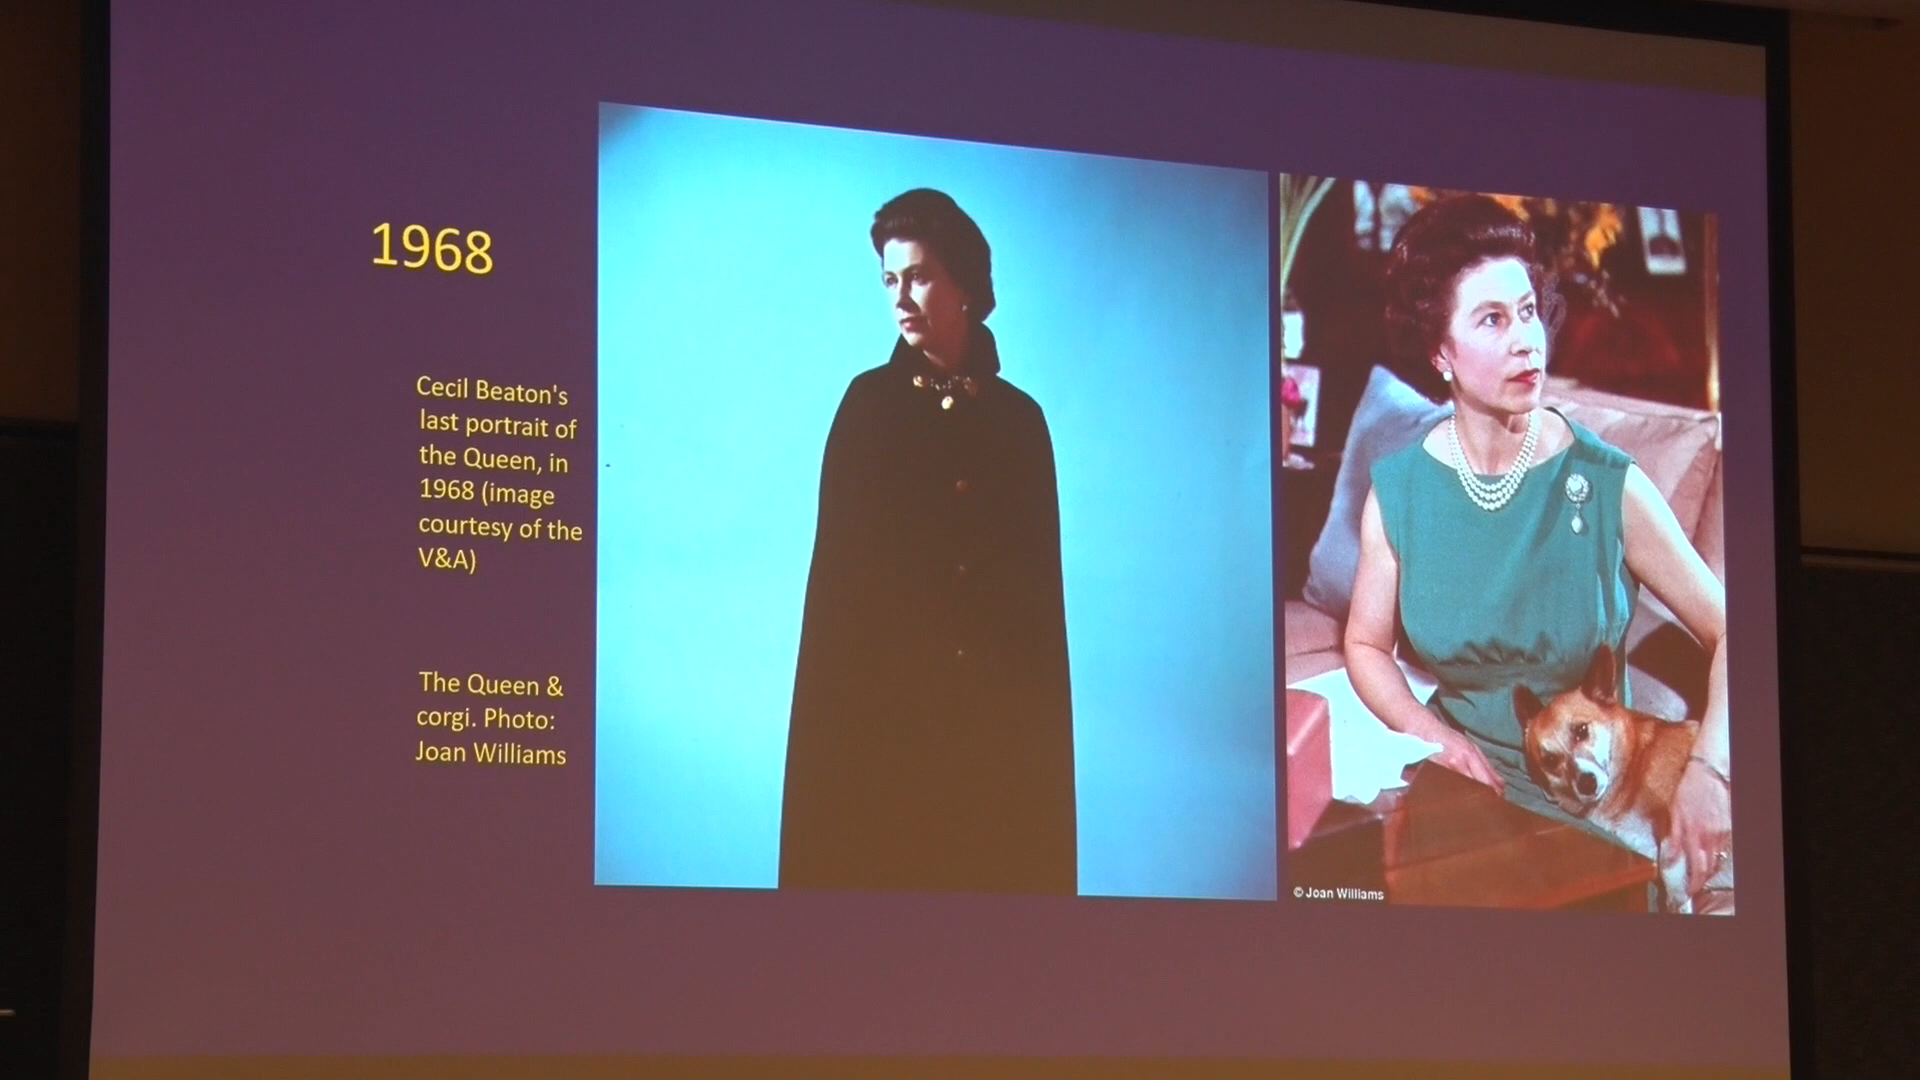 1968
Cecil Beaton's
last portrait of
the Queen, in
1968 (image
courtesy of the
V&A)
The Queen &
corgi. Photo:
Joan Williams
© Joan Williams